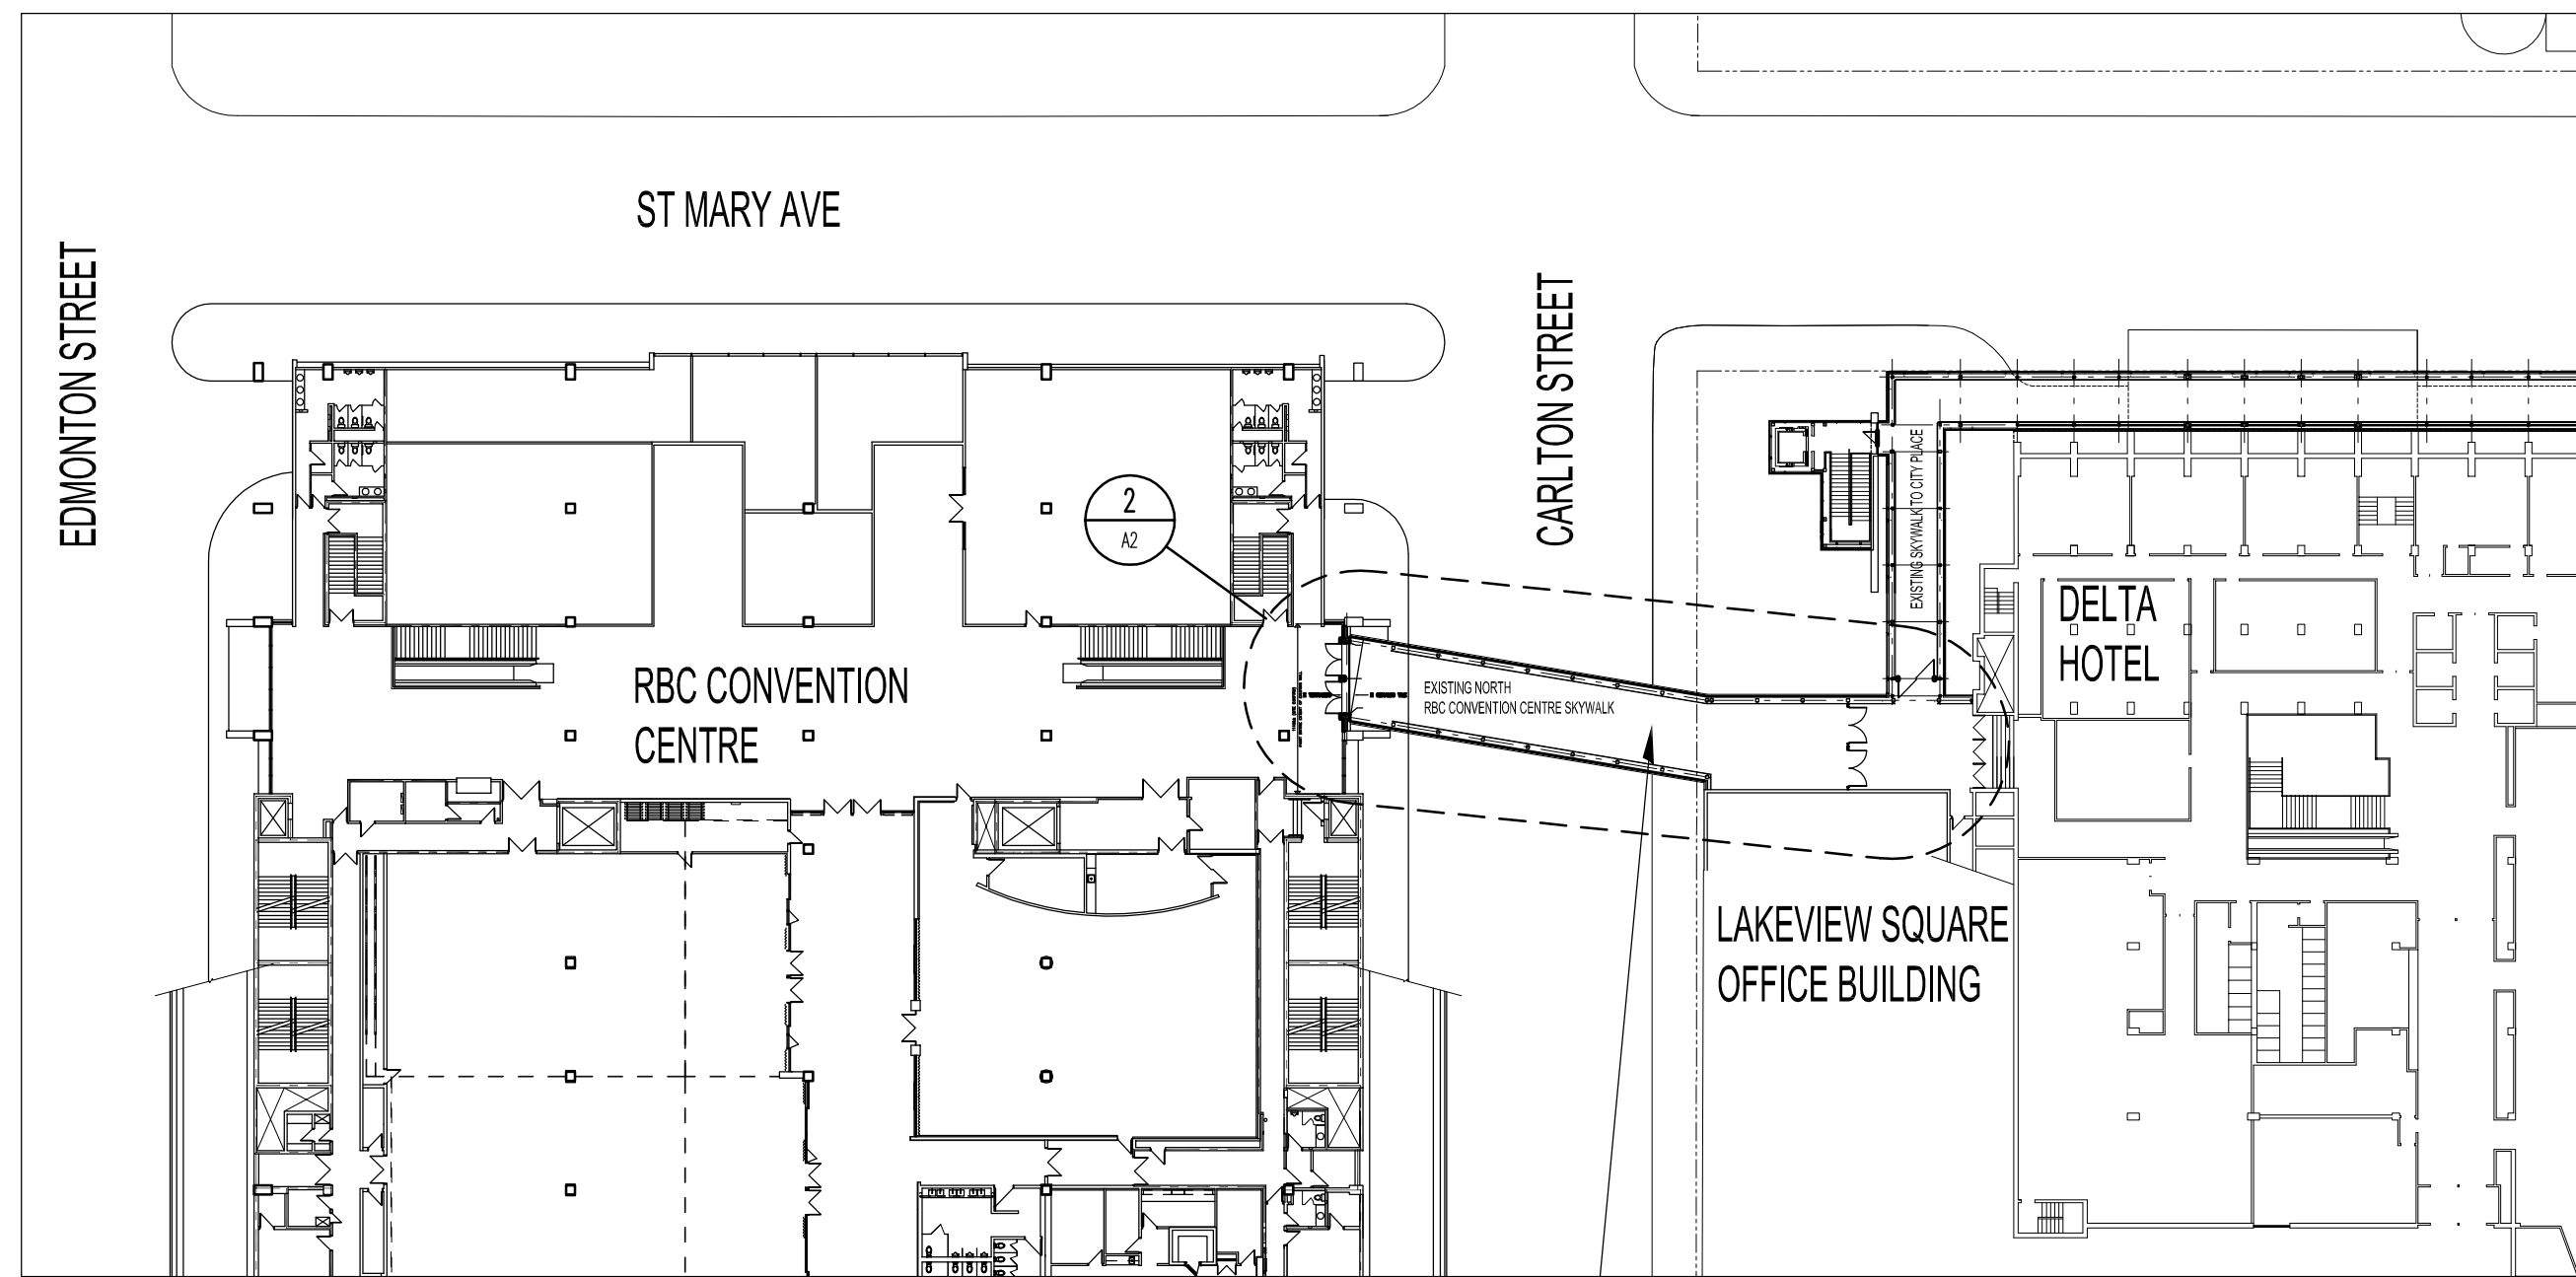 ST MARY AVE
EDMONTON STREET
CARLTON STREET
2
A2
EXISTING SKYWALK TO CITY PLACE
DELTA
HOTEL
RBC CONVENTION
CENTRE
EXISTING NORTH
RBC CONVENTION CENTRE SKYWALK
LAKEVIEW SQUARE
OFFICE BUILDING